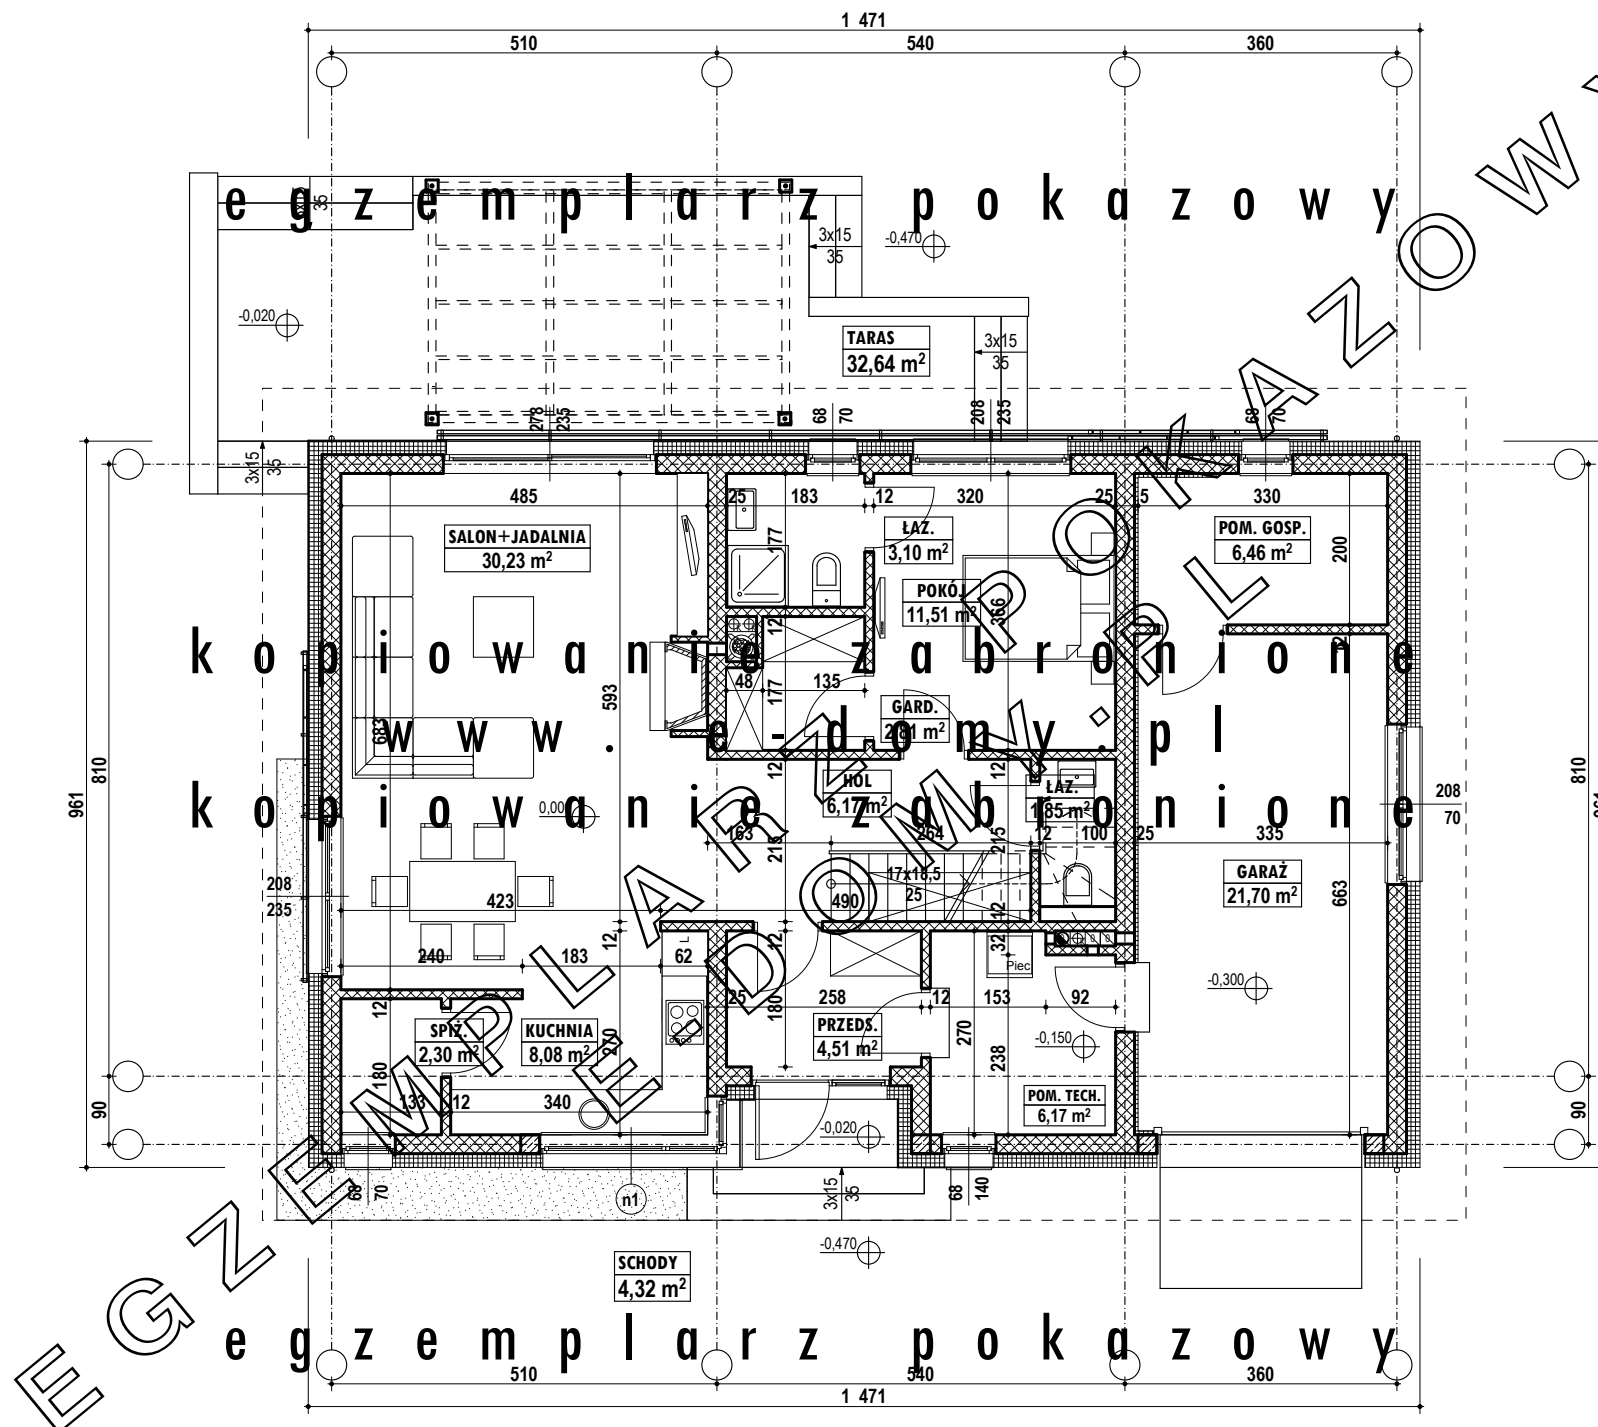 1 471
510 540 360
egzemplarz pokazowy
EGZEMPLARZ POKAZOWY
35
3x15
35
-0,470
-0,020
TARAS
32,64 m²
3x15
35
278
235
68
70
208
235
68
70
3x15
35
485 25 183 12 320 25 5 330
SALON+JADALNIA
30,23 m²
ŁAZ.
3,10 m²
POM. GOSP.
6,46 m²
177
200
POKÓJ
11,51 m²
366
12
12
kopiowanie zabronione
48 177 135
593
683
GARD.
2,81 m²
www.e-domy.pl
810
961
12
12
HOL
6,17 m²
ŁAZ.
1,85 m²
810
961
208
70
kopiowanie zabronione
0,00
163 264 12 100 25 335
215
215
17x18,5
25
GARAŻ
21,70 m²
663
208
235
423 490 12
12 12 32
240 183 62
L
Piec
-0,300
12
25 258 12 153 92
180
SPIŻ.
2,30 m²
KUCHNIA
8,08 m²
270
PRZEDS.
4,51 m²
270
238
-0,150
180
90
133 12 340
POM. TECH.
6,17 m²
90
-0,020
68
70
n1
3x15
35
68
140
-0,470
SCHODY
4,32 m²
egzemplarz pokazowy
510 540 360
1 471